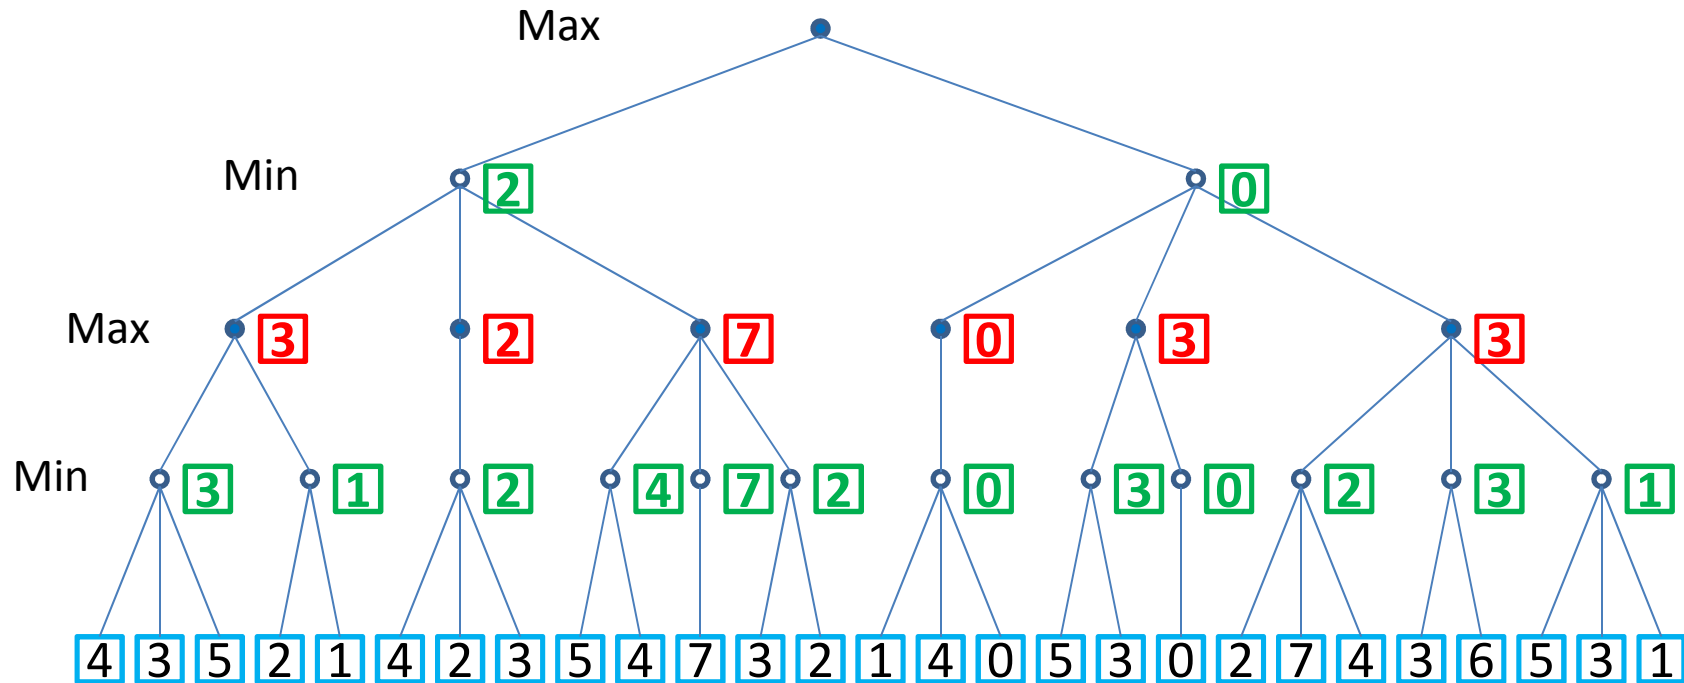 Max
Min 2 0
Max 3 2 7 0 3 3
Min 3 1 2 4 7 2 0 3 0 2 3 1
4 3 5 2 1 4 2 3 5 4 7 3 2 1 4 0 5 3 0 2 7 4 3 6 5 3 1